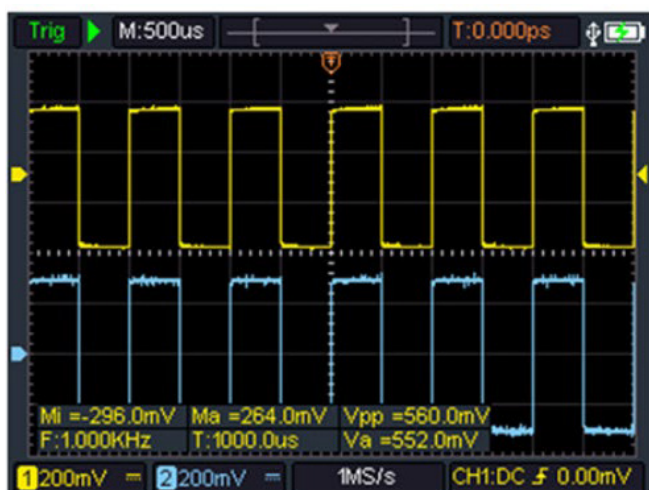 Trig M:500us T:0.000ps
Mi =-296.0mV Ma =264.0mV Vpp =560.0mV
F:1.000KHz T:1000.0us Va =552.0mV
1 200mV 2 200mV 1MS/s CH1:DC 0.00mV